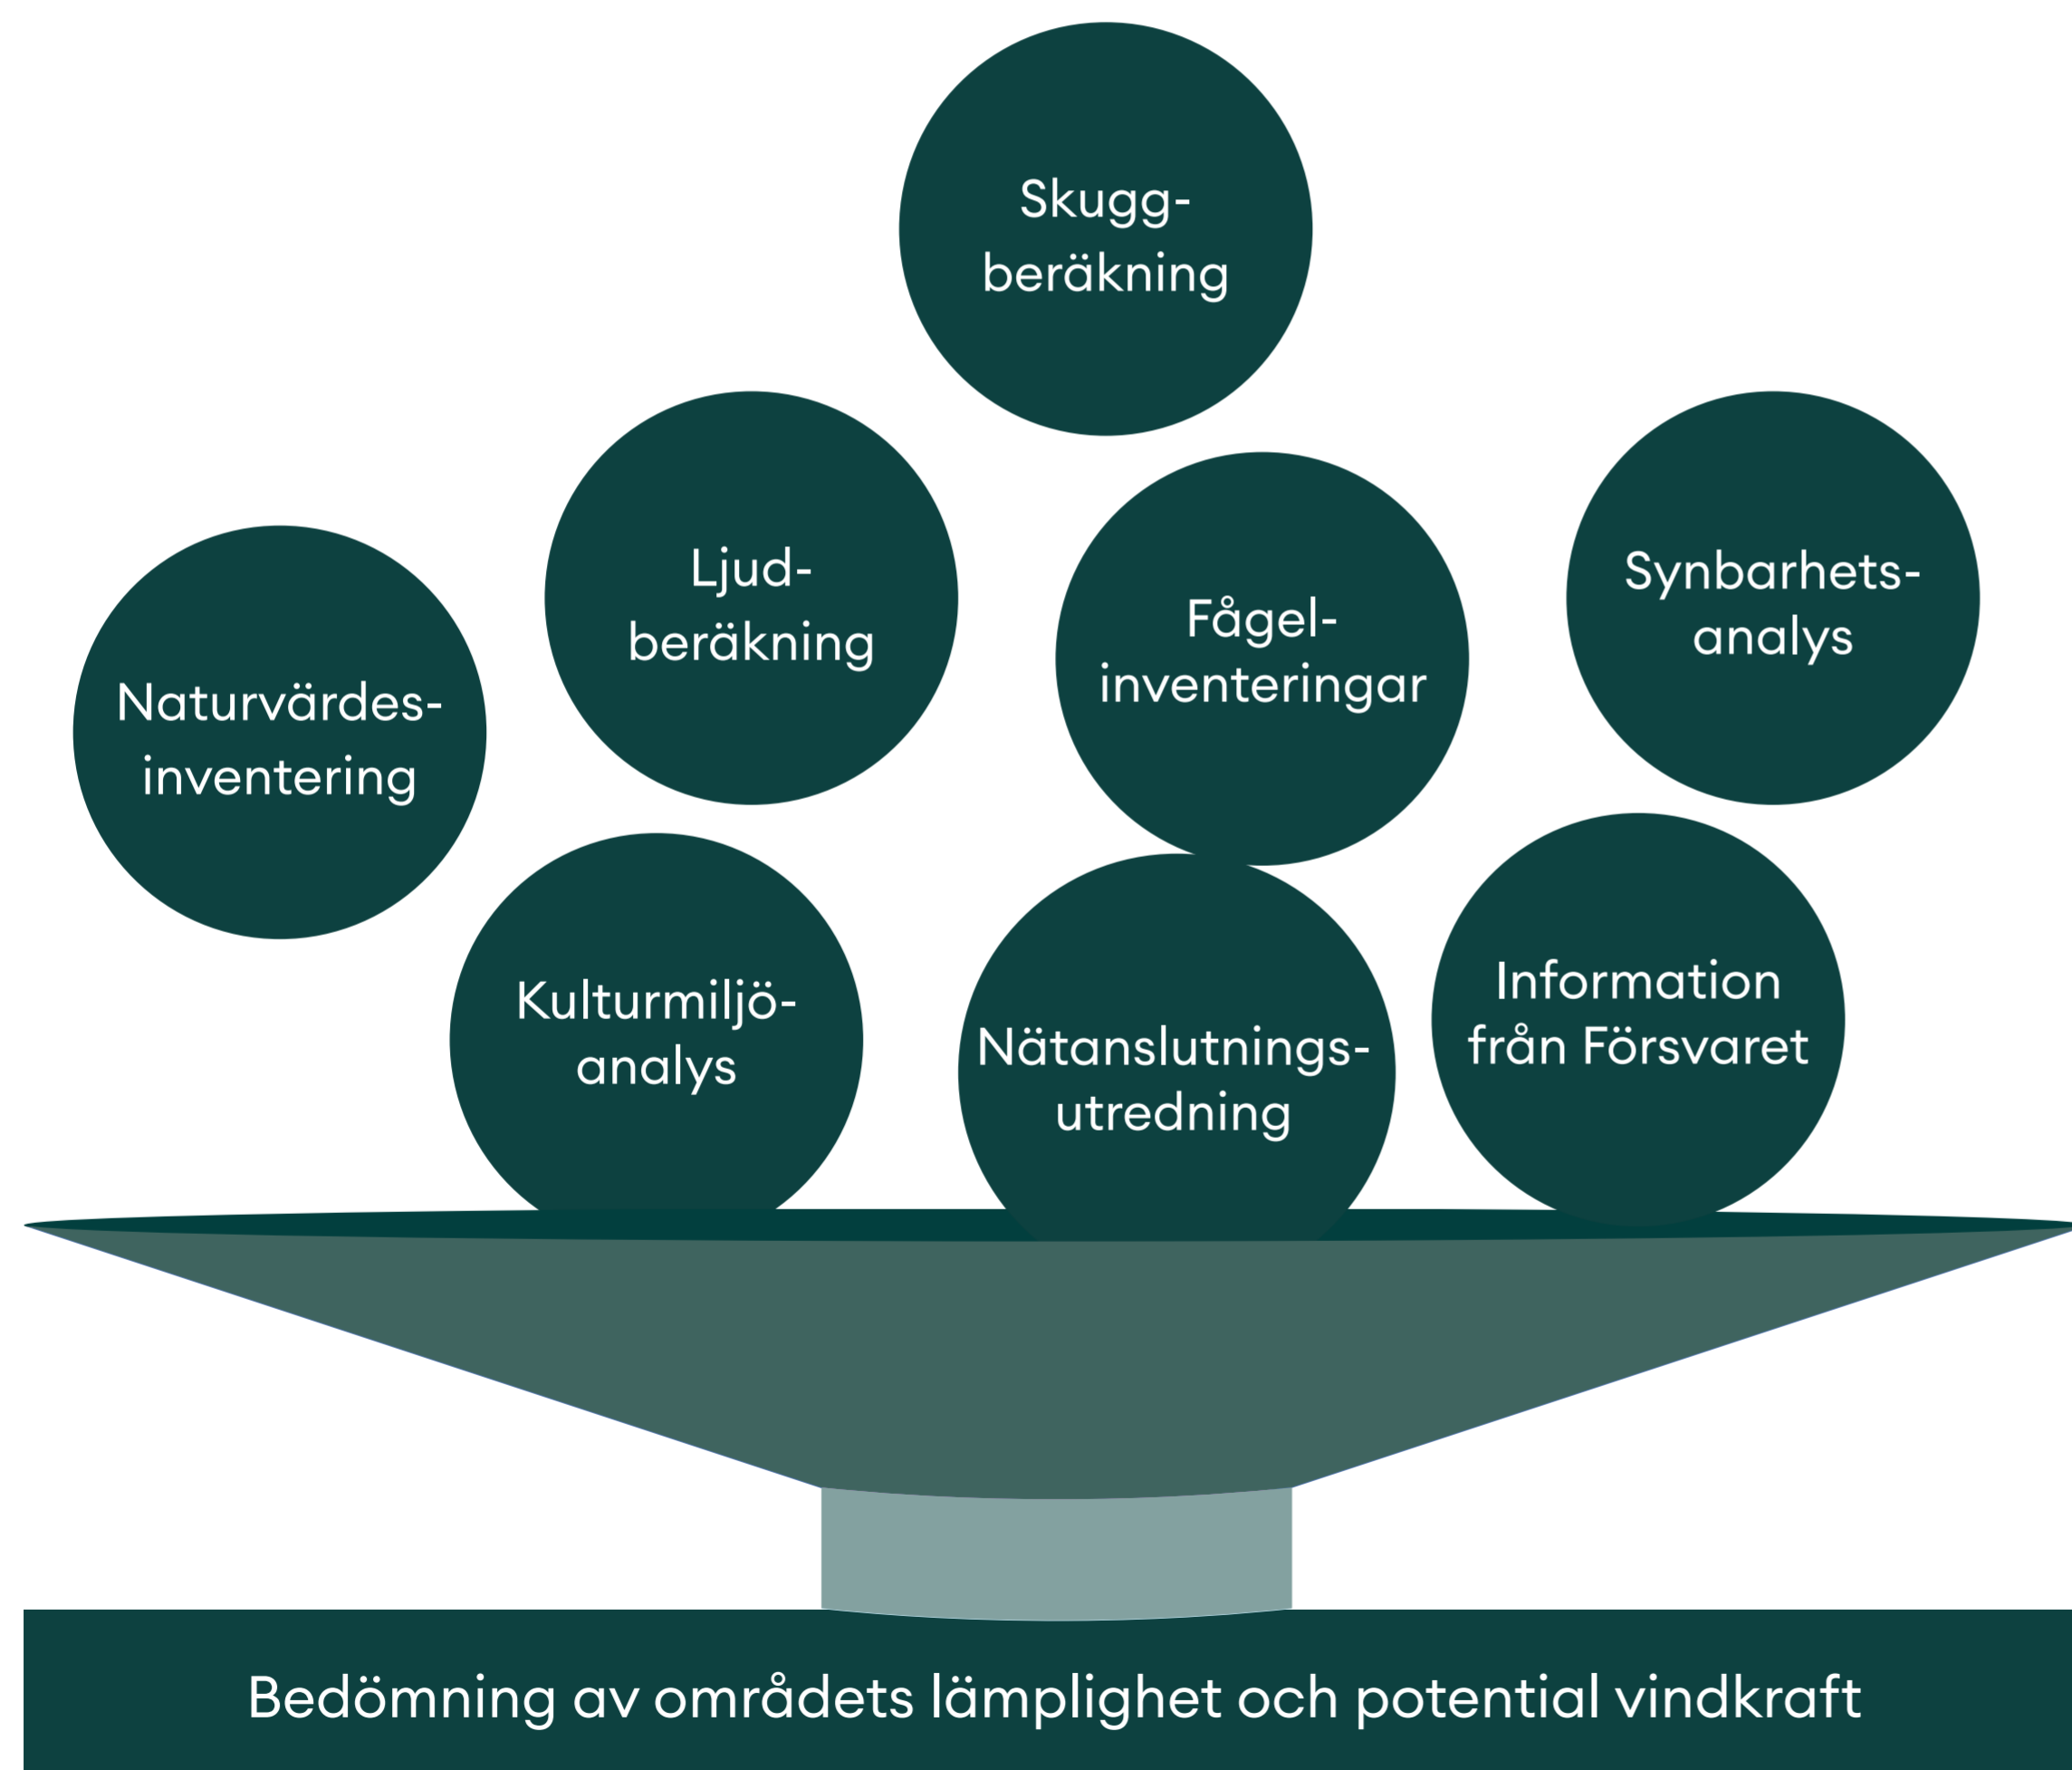 Skugg-
beräkning
Ljud-
beräkning
Fågel-
inventeringar
Synbarhets-
analys
Naturvärdes-
inventering
Kulturmiljö-
analys
Nätanslutnings-
utredning
Information
från Försvaret
Bedömning av områdets lämplighet och potential vindkraft